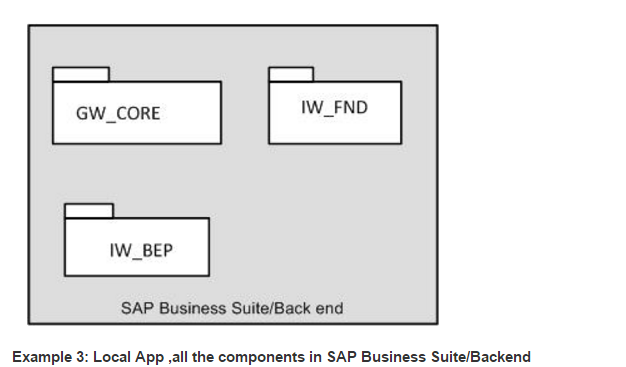 GW_CORE
IW_FND
IW_BEP
SAP Business Suite/Back end
Example 3: Local App ,all the components in SAP Business Suite/Backend